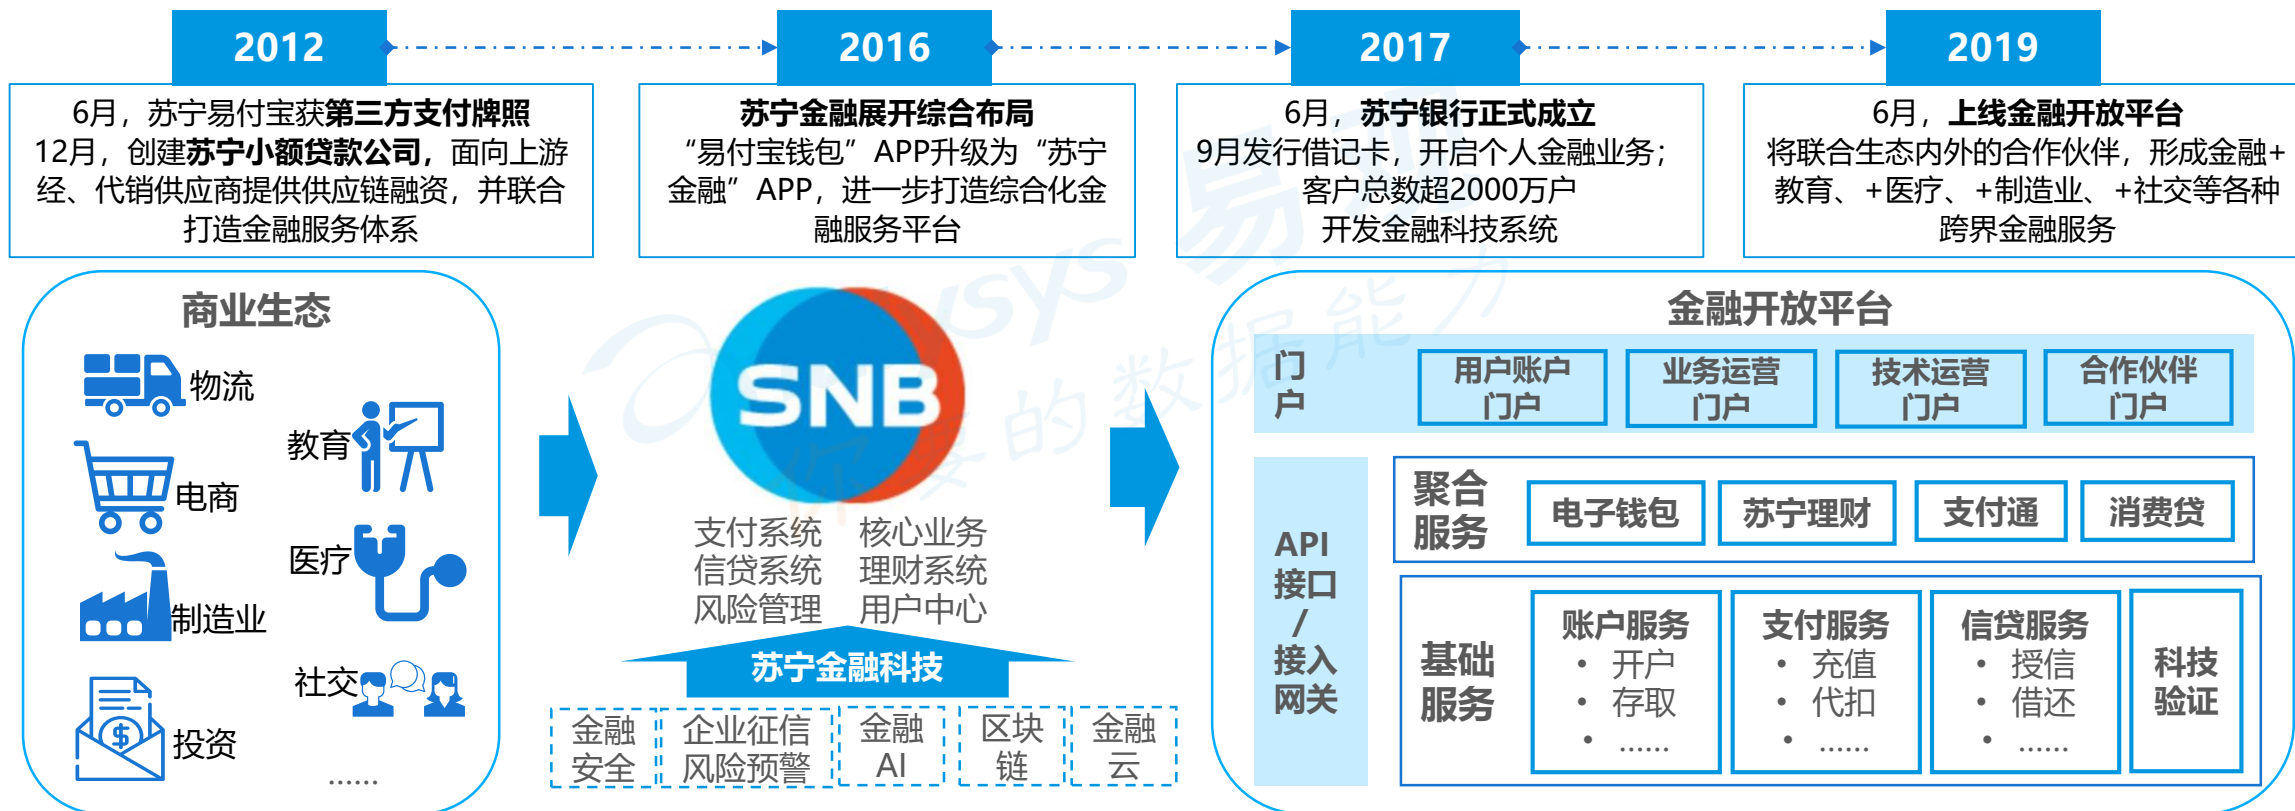 2012
2016
2017
2019
6月，苏宁易付宝获第三方支付牌照
12月，创建苏宁小额贷款公司，面向上游
经、代销供应商提供供应链融资，并联合
打造金融服务体系
苏宁金融展开综合布局
“易付宝钱包”APP升级为“苏宁
金融”APP，进一步打造综合化金
融服务平台
6月，苏宁银行正式成立
9月发行借记卡，开启个人金融业务；
客户总数超2000万户
开发金融科技系统
6月，上线金融开放平台
将联合生态内外的合作伙伴，形成金融+
教育、+医疗、+制造业、+社交等各种
跨界金融服务
商业生态
物流
教育
电商
医疗
制造业
社交
投资
......
SNB
支付系统 核心业务
信贷系统 理财系统
风险管理 用户中心
苏宁金融科技
金融
安全
企业征信
风险预警
金融
AI
区块
链
金融
云
金融开放平台
门
户
用户账户
门户
业务运营
门户
技术运营
门户
合作伙伴
门户
API
接口
/
接入
网关
聚合
服务
电子钱包
苏宁理财
支付通
消费贷
基础
服务
账户服务
• 开户
• 存取
• ......
支付服务
• 充值
• 代扣
• ......
信贷服务
• 授信
• 借还
• ......
科技
验证
易观
你要的数据能力